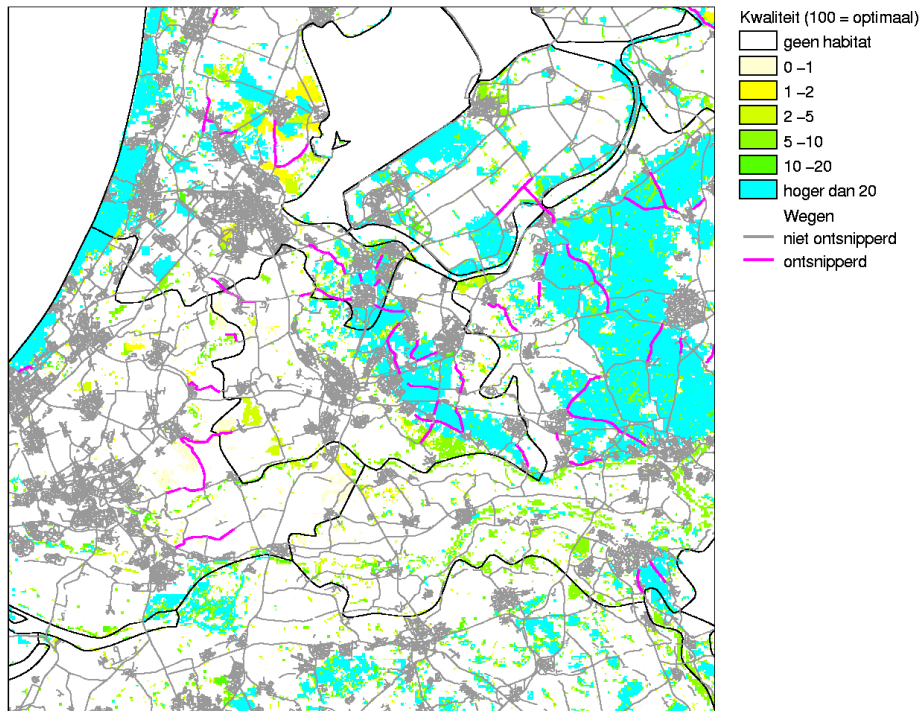 Kwaliteit (100 = optimaal)
geen habitat
0 -1
1 -2
2 -5
5 -10
10 -20
hoger dan 20
Wegen
niet ontsnipperd
ontsnipperd